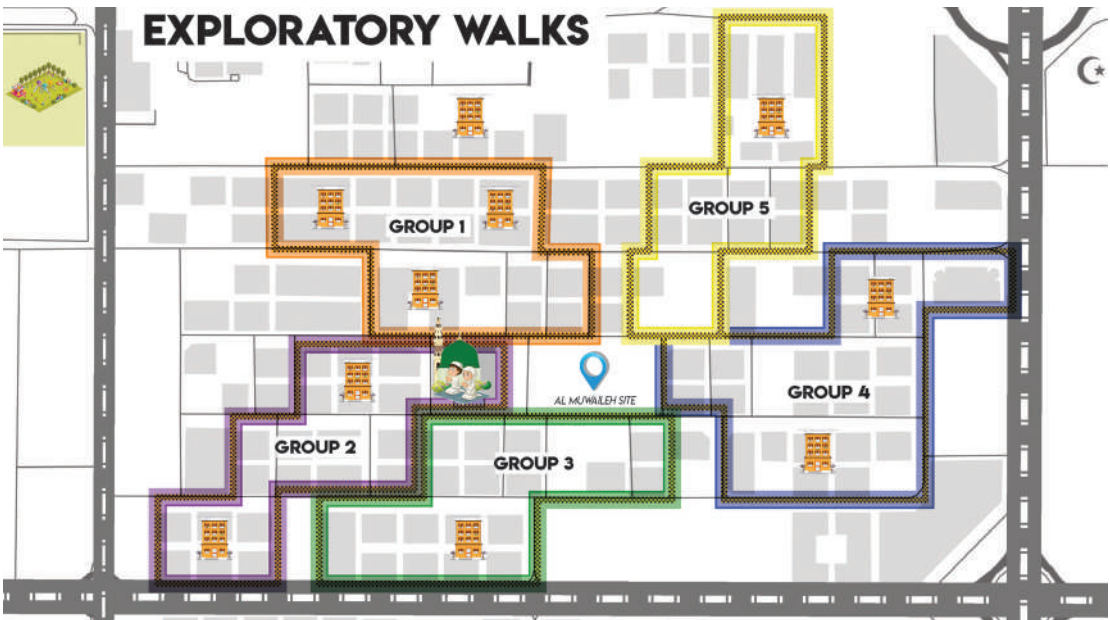 EXPLORATORY WALKS
GROUP 5
GROUP 1
GROUP 4
AL MUWAILEH SITE
GROUP 2
GROUP 3